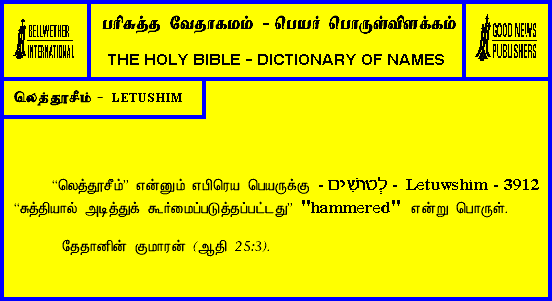 BELLWETHER
INTERNATIONAL
பரிசுத்த வேதாகமம் - பெயர் பொருள்விளக்கம்
THE HOLY BIBLE - DICTIONARY OF NAMES
GOOD NEWS
PUBLISHERS
லெத்தூசீம் - LETUSHIM
“லெத்தூசீம்” என்னும் எபிரெய பெயருக்கு - לְטוּשִׁים - Letuwshim - 3912
“சுத்தியால் அடித்துக் கூர்மைப்படுத்தப்பட்டது” "hammered" என்று பொருள்.
தேதானின் குமாரன் (ஆதி 25:3).